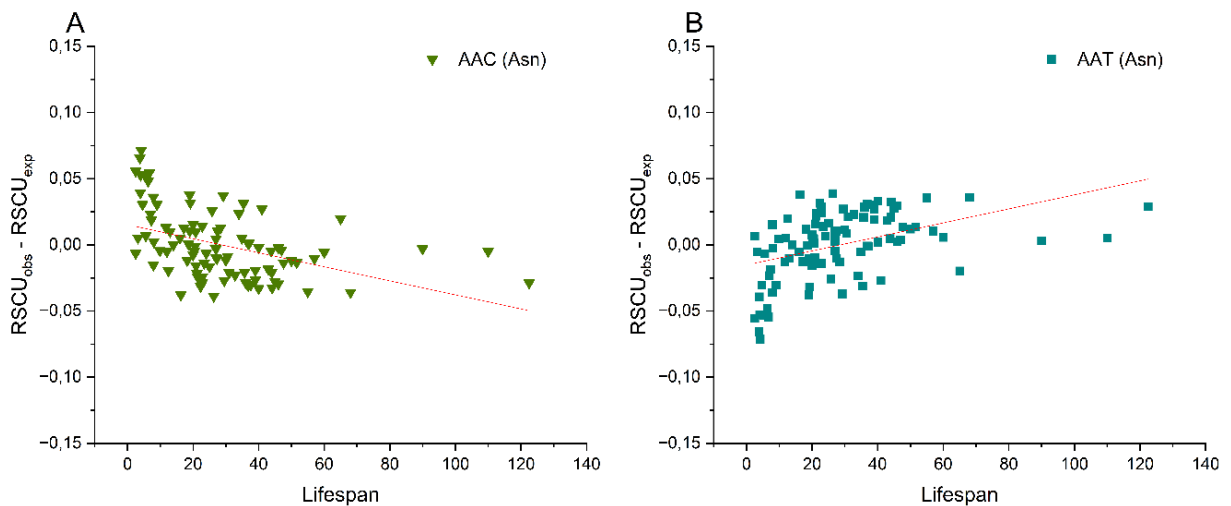 A
AAC (Asn)
RSCUobs - RSCUexp
0,15
0,10
0,05
0,00
−0,05
−0,10
−0,15
0 20 40 60 80 100 120 140
Lifespan
B
AAT (Asn)
RSCUobs - RSCUexp
0,15
0,10
0,05
0,00
−0,05
−0,10
−0,15
0 20 40 60 80 100 120 140
Lifespan